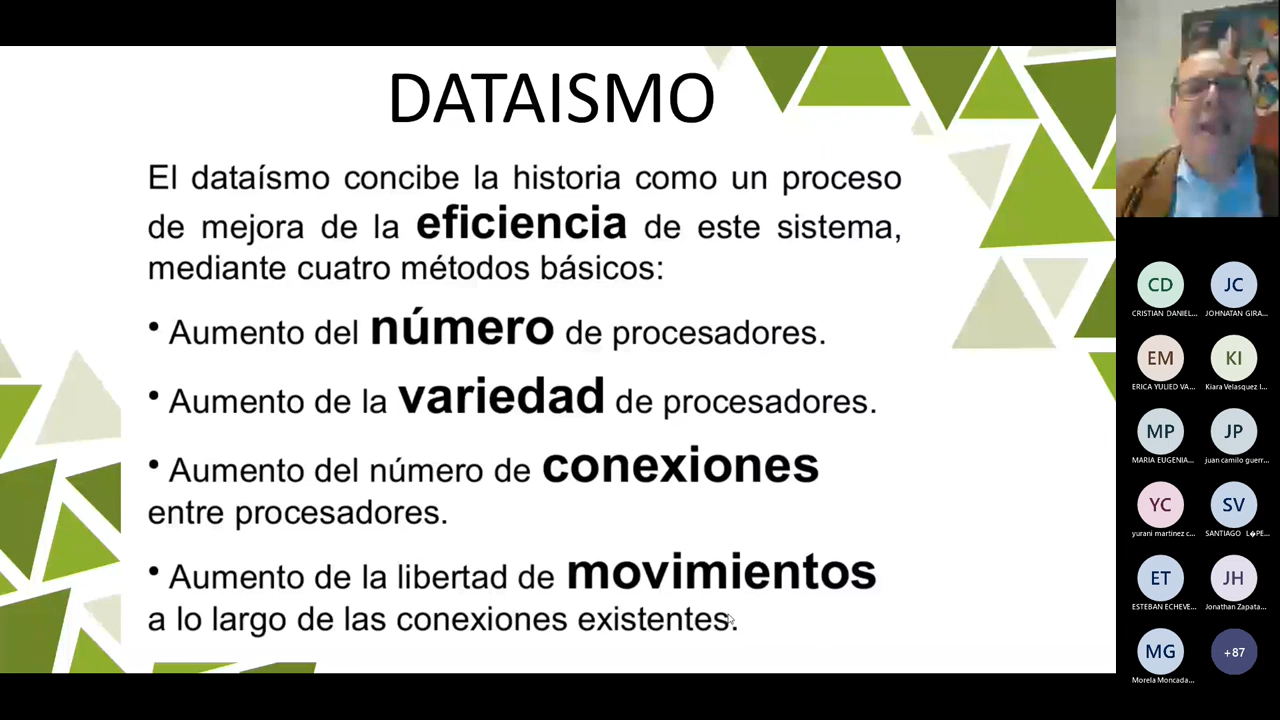 DATAISMO
El dataísmo concibe la historia como un proceso
de mejora de la eficiencia de este sistema,
mediante cuatro métodos básicos:
• Aumento del número de procesadores.
• Aumento de la variedad de procesadores.
• Aumento del número de conexiones
entre procesadores.
• Aumento de la libertad de movimientos
a lo largo de las conexiones existentes.
CD JC
CRISTIAN DANIEL... JOHNATAN GIRA...
EM KI
ERICA YULIED VA... Kiara Velasquez I...
MP JP
MARIA EUGENIA... juan camilo guerr...
YC SV
yurani martinez c... SANTIAGO L�PE...
ET JH
ESTEBAN ECHEVE... Jonathan Zapata...
MG +87
Morela Moncada...